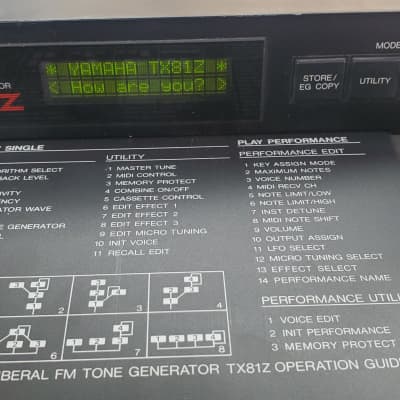 * YAMAHA TX81Z *
< How are you? >
MODE
OR
Z
STORE/
EG COPY
UTILITY
Y SINGLE
ORITHM SELECT
BACK LEVEL
IVITY
ENCY
ATOR WAVE
E GENERATOR
UTILITY
1 MASTER TUNE
2 MIDI CONTROL
3 MEMORY PROTECT
4 COMBINE ON/OFF
5 CASSETTE CONTROL
6 EDIT EFFECT 1
7 EDIT EFFECT 2
8 EDIT EFFECT 3
9 EDIT MICRO TUNING
10 INIT VOICE
11 RECALL EDIT
PLAY PERFORMANCE
PERFORMANCE EDIT
1 KEY ASSIGN MODE
2 MAXIMUM NOTES
3 VOICE NUMBER
4 MIDI RECV CH
5 NOTE LIMIT/LOW
6 NOTE LIMIT/HIGH
7 INST DETUNE
8 MIDI NOTE SHIFT
9 VOLUME
10 OUTPUT ASSIGN
11 LFO SELECT
12 MICRO TUNING SELECT
13 EFFECT SELECT
14 PERFORMANCE NAME
PERFORMANCE UTILI
1 VOICE EDIT
2 INIT PERFORMANCE
3 MEMORY PROTECT
2 3 4
6 7 8
BERAL FM TONE GENERATOR TX81Z OPERATION GUIDE